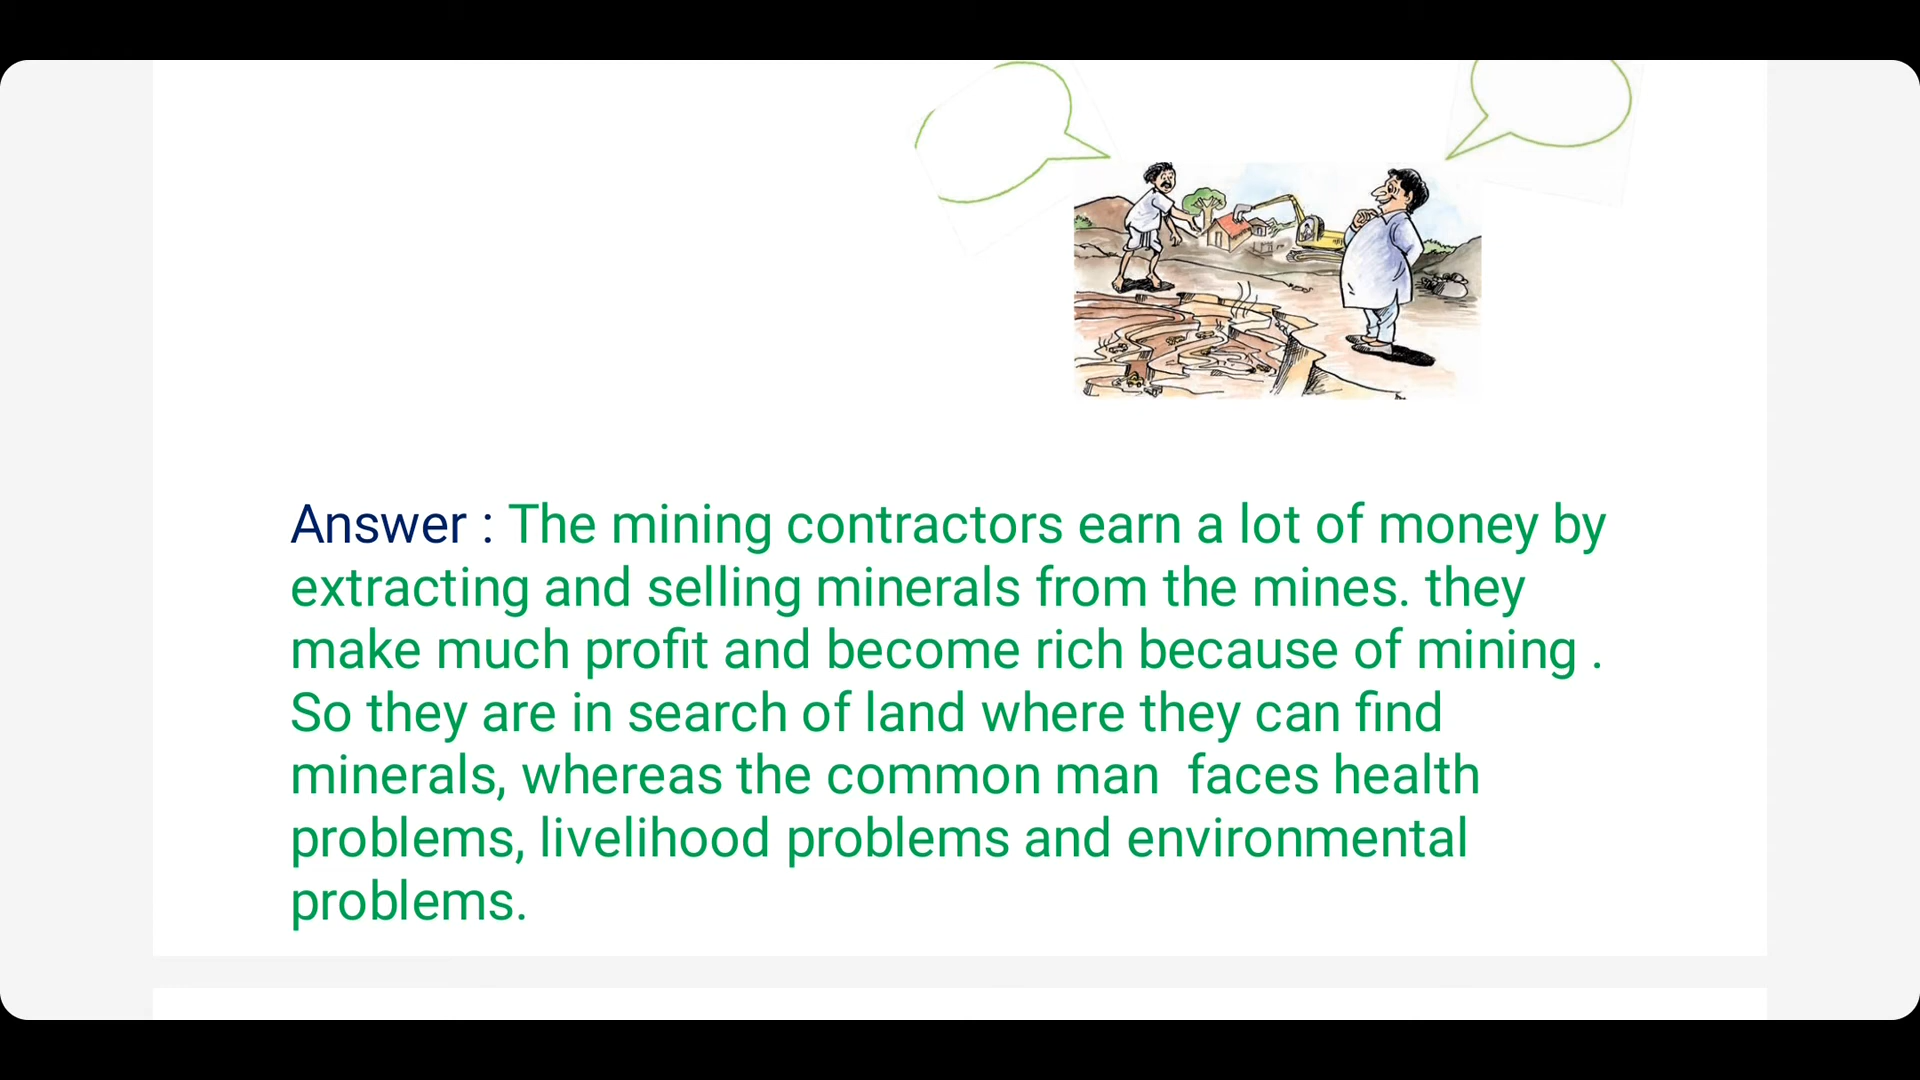 Answer : The mining contractors earn a lot of money by
extracting and selling minerals from the mines. they
make much profit and become rich because of mining .
So they are in search of land where they can find
minerals, whereas the common man  faces health
problems, livelihood problems and environmental
problems.